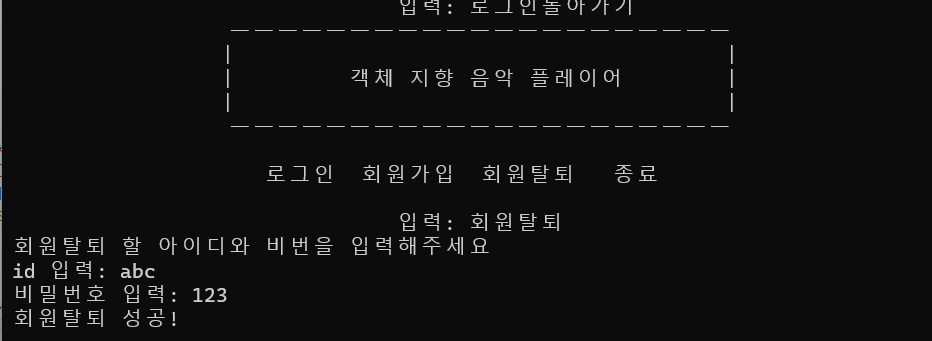 입력: 로그인돌아가기
객체 지향 음악 플레이어
로그인 회원가입 회원탈퇴 종료
입력: 회원탈퇴
회원탈퇴 할 아이디와 비번을 입력해주세요
id 입력: abc
비밀번호 입력: 123
회원탈퇴 성공!